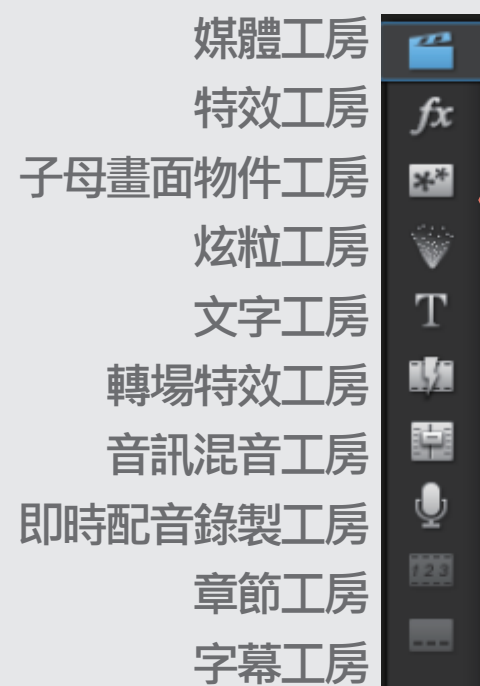 媒體工房
特效工房 fx
子母畫面物件工房
炫粒工房
文字工房 T
轉場特效工房
音訊混音工房
即時配音錄製工房
章節工房 123
字幕工房